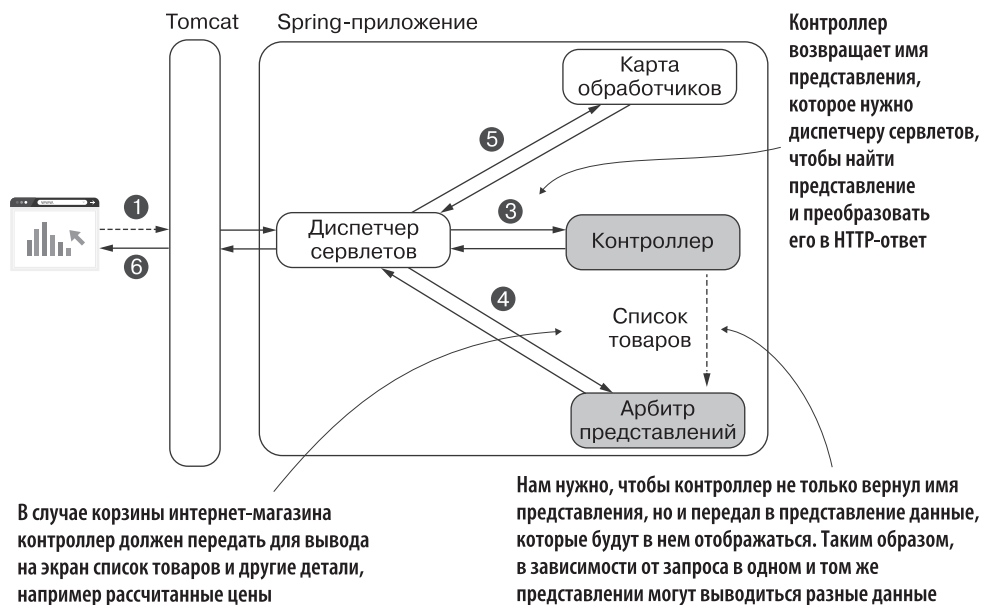 Tomcat
Spring-приложение
Контроллер
возвращает имя
представления,
которое нужно
диспетчеру сервлетов,
чтобы найти
представление
и преобразовать
его в HTTP-ответ
Карта
обработчиков
5
www.
1
6
Диспетчер
сервлетов
3
Контроллер
4
Список
товаров
Арбитр
представлений
В случае корзины интернет-магазина
контроллер должен передать для вывода
на экран список товаров и другие детали,
например рассчитанные цены
Нам нужно, чтобы контроллер не только вернул имя
представления, но и передал в представление данные,
которые будут в нем отображаться. Таким образом,
в зависимости от запроса в одном и том же
представлении могут выводиться разные данные